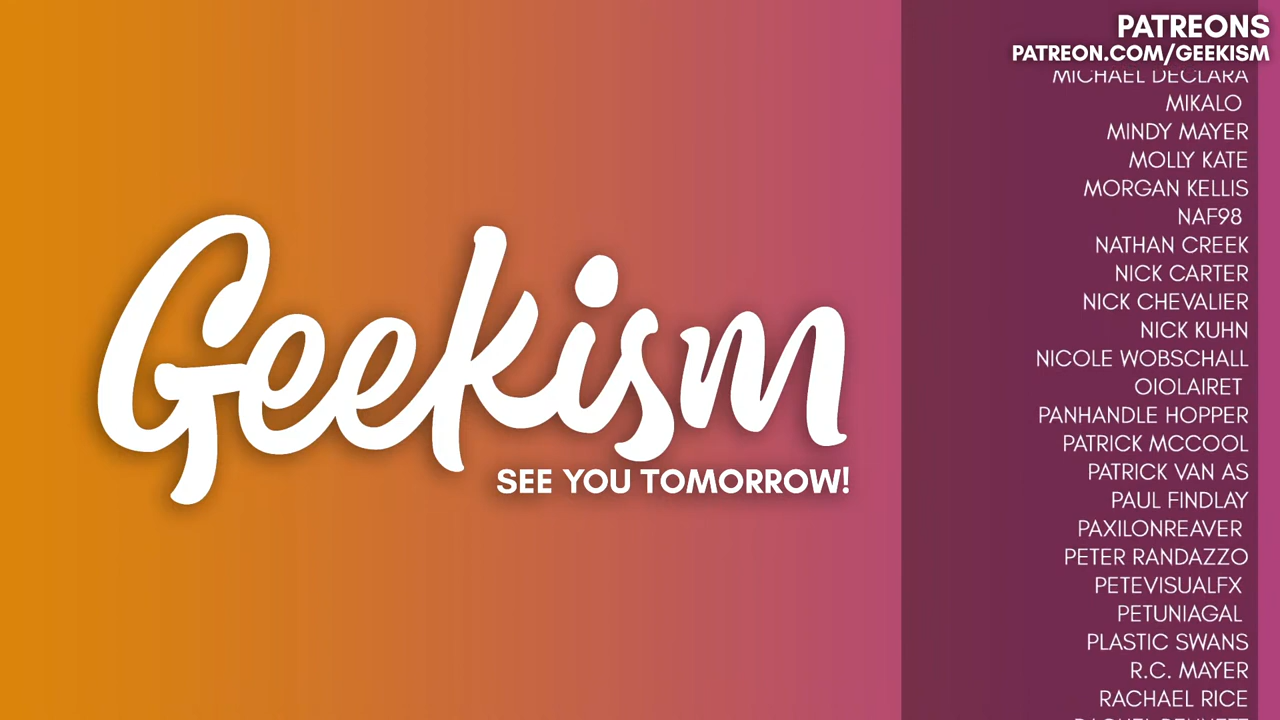 Geekism
SEE YOU TOMORROW!
PATREONS
PATREON.COM/GEEKISM
MICHAEL DECLARA
MIKALO
MINDY MAYER
MOLLY KATE
MORGAN KELLIS
NAF98
NATHAN CREEK
NICK CARTER
NICK CHEVALIER
NICK KUHN
NICOLE WOBSCHALL
OIOLAIRET
PANHANDLE HOPPER
PATRICK MCCOOL
PATRICK VAN AS
PAUL FINDLAY
PAXILONREAVER
PETER RANDAZZO
PETEVISUALFX
PETUNIAGAL
PLASTIC SWANS
R.C. MAYER
RACHAEL RICE